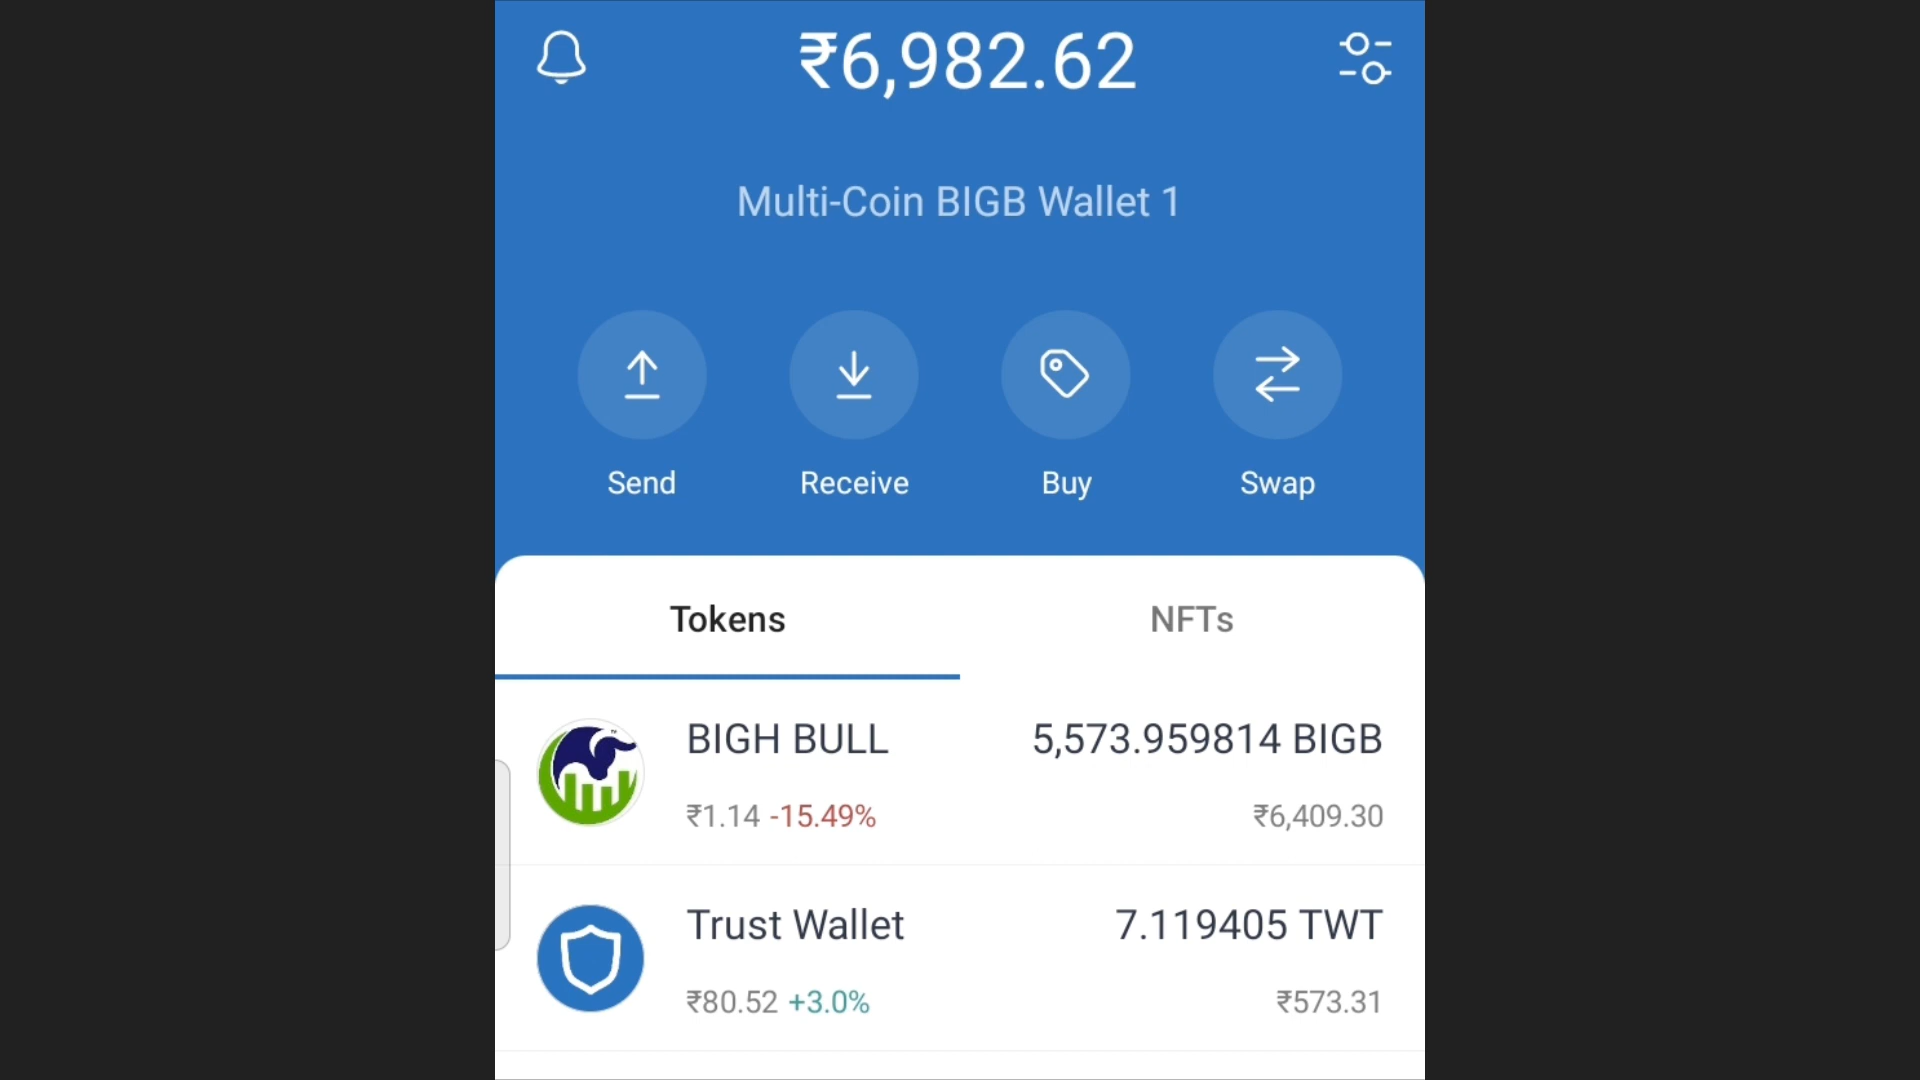 ₹6,982.62
Multi-Coin BIGB Wallet 1
Send Receive Buy Swap
Tokens NFTs
BIGH BULL 5,573.959814 BIGB
₹1.14 -15.49% ₹6,409.30
Trust Wallet 7.119405 TWT
₹80.52 +3.0% ₹573.31